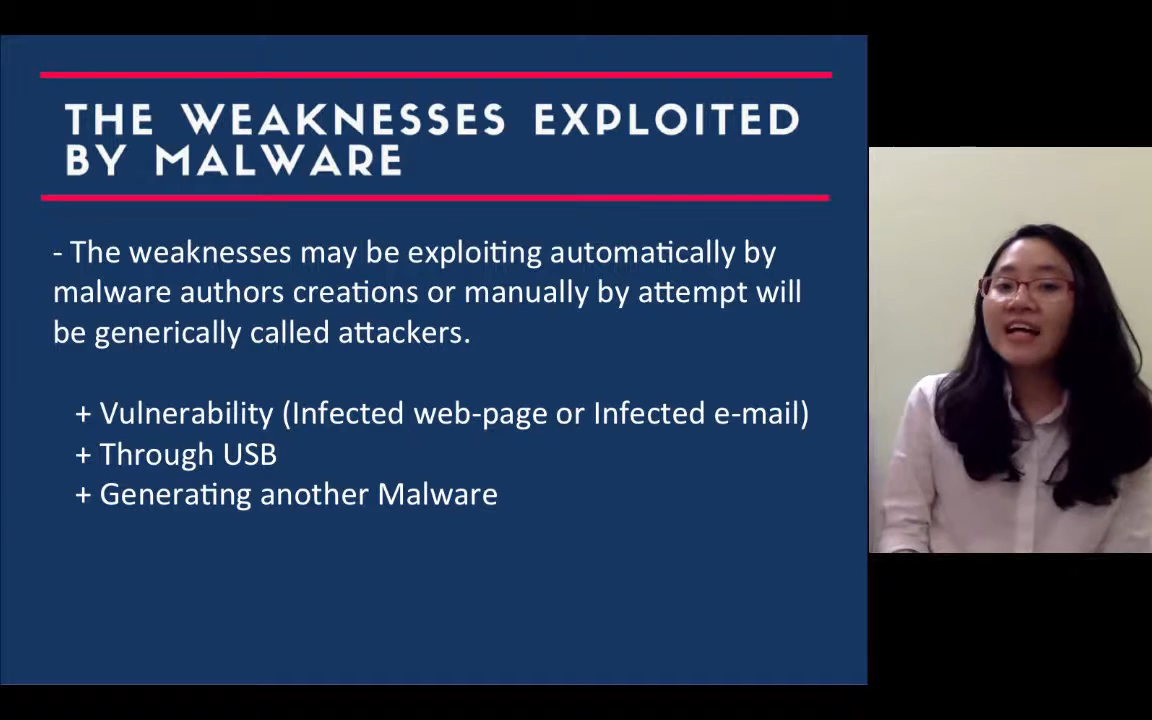 THE WEAKNESSES EXPLOITED
BY MALWARE
- The weaknesses may be exploiting automatically by
malware authors creations or manually by attempt will
be generically called attackers.
+ Vulnerability (Infected web-page or Infected e-mail)
+ Through USB
+ Generating another Malware